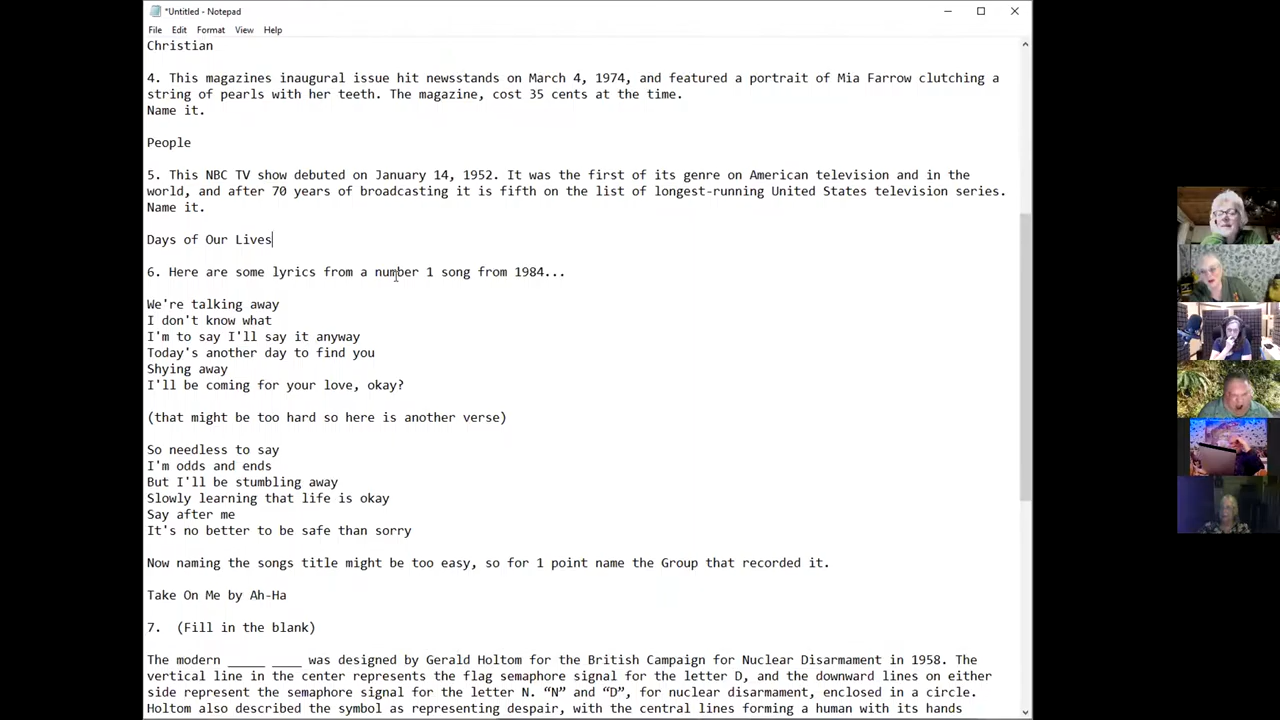 *Untitled - Notepad
File Edit Format View Help
Christian
4. This magazines inaugural issue hit newsstands on March 4, 1974, and featured a portrait of Mia Farrow clutching a
string of pearls with her teeth. The magazine, cost 35 cents at the time.
Name it.
People
5. This NBC TV show debuted on January 14, 1952. It was the first of its genre on American television and in the
world, and after 70 years of broadcasting it is fifth on the list of longest-running United States television series.
Name it.
Days of Our Lives
6. Here are some lyrics from a number 1 song from 1984...
We're talking away
I don't know what
I'm to say I'll say it anyway
Today's another day to find you
Shying away
I'll be coming for your love, okay?
(that might be too hard so here is another verse)
So needless to say
I'm odds and ends
But I'll be stumbling away
Slowly learning that life is okay
Say after me
It's no better to be safe than sorry
Now naming the songs title might be too easy, so for 1 point name the Group that recorded it.
Take On Me by Ah-Ha
7.  (Fill in the blank)
The modern _____ ____ was designed by Gerald Holtom for the British Campaign for Nuclear Disarmament in 1958. The
vertical line in the center represents the flag semaphore signal for the letter D, and the downward lines on either
side represent the semaphore signal for the letter N. “N” and “D”, for nuclear disarmament, enclosed in a circle.
Holtom also described the symbol as representing despair, with the central lines forming a human with its hands